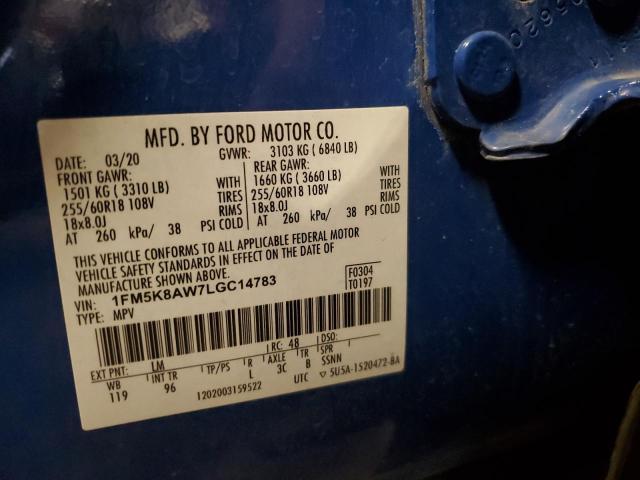 MFD. BY FORD MOTOR CO.
DATE: 03/20 GVWR: 3103 KG ( 6840 LB)
FRONT GAWR: REAR GAWR:
1501 KG ( 3310 LB) WITH 1660 KG ( 3660 LB) WITH
255/60R18 108V TIRES 255/60R18 108V TIRES
18x8.0J RIMS 18x8.0J RIMS
AT 260 kPa/ 38 PSI COLD AT 260 kPa/ 38 PSI COLD
THIS VEHICLE CONFORMS TO ALL APPLICABLE FEDERAL MOTOR
VEHICLE SAFETY STANDARDS IN EFFECT ON THE DATE OF
MANUFACTURE SHOWN ABOVE.
VIN: 1FM5K8AW7LGC14783 F0304
TYPE: MPV T0197
EXT PNT: LM RC: 48 DSO:
WB INT TR TP/PS R AXLE TR SPR
119 96 L 3C B SSNN
1202003159522 UTC ▽ 5U5A-1520472-BA